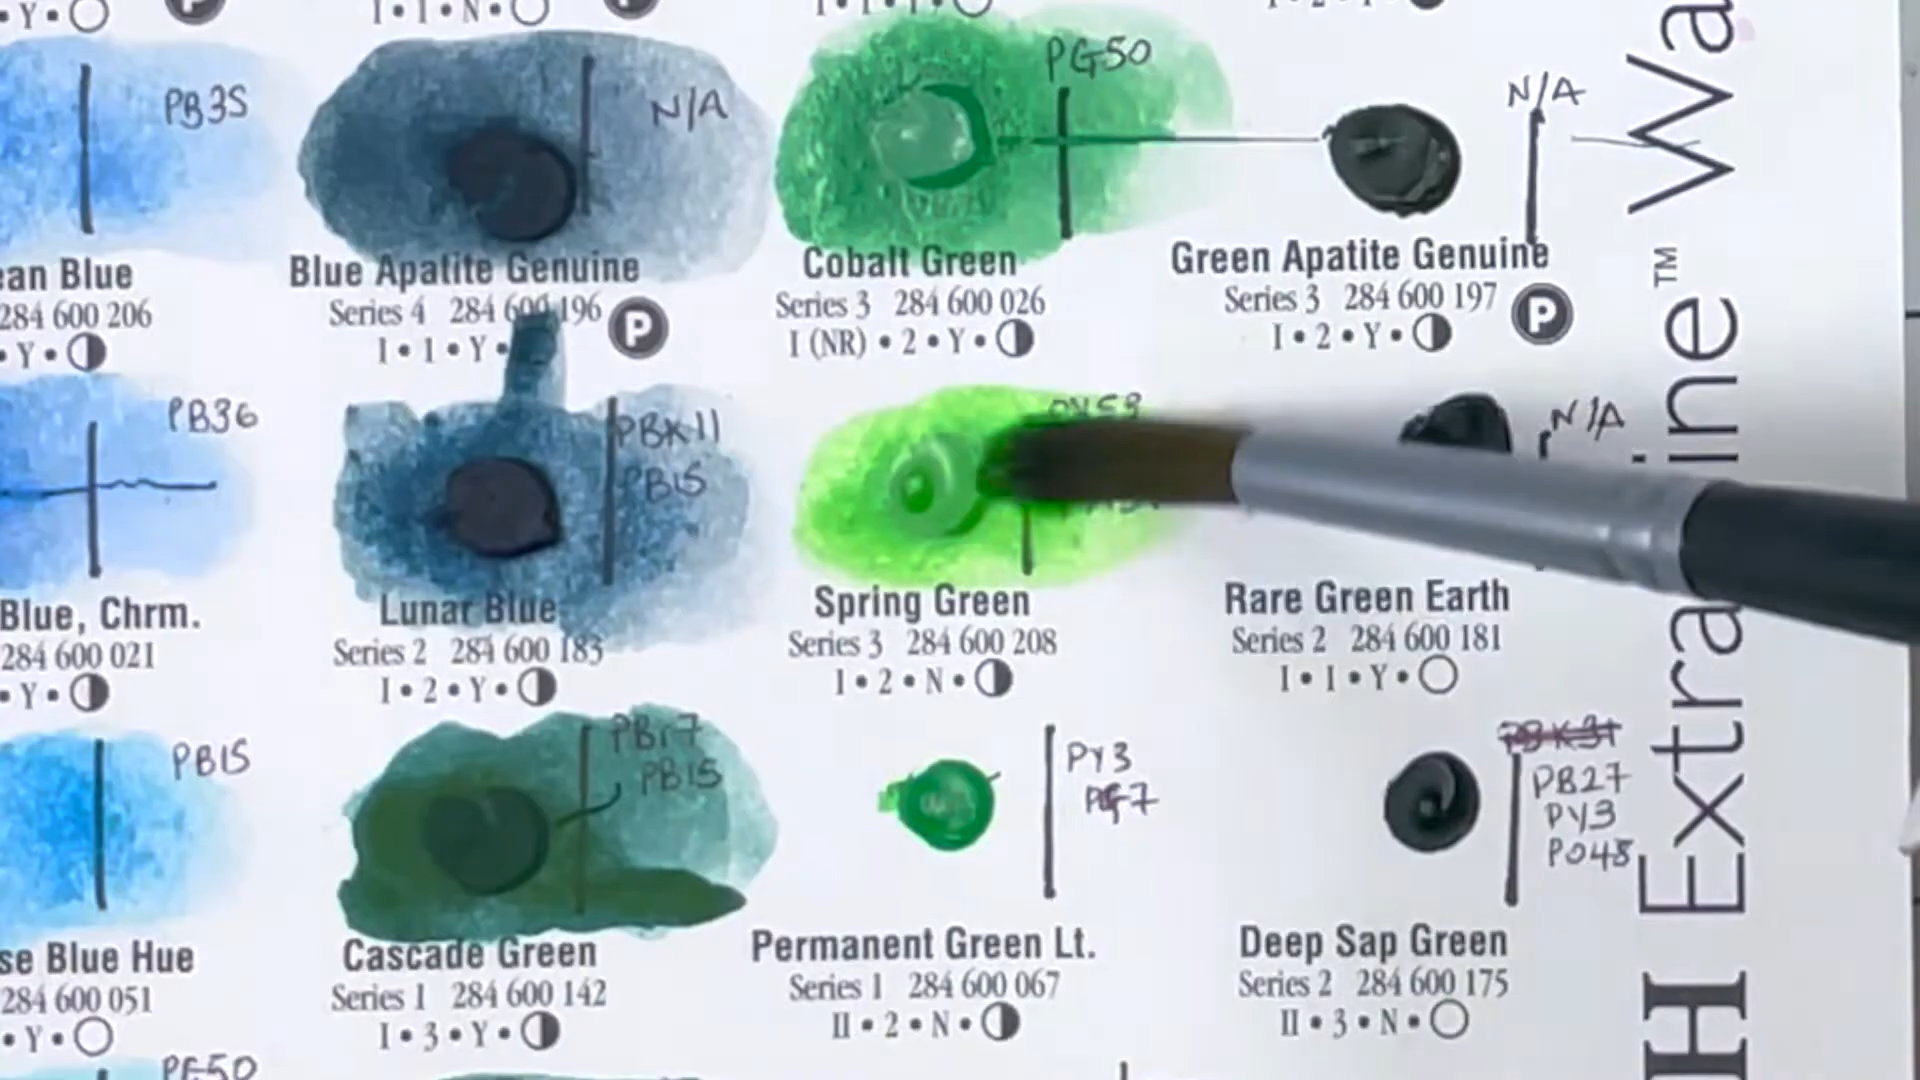 PB35
N/A
PG50
N/A
ean Blue
284 600 206
• Y •
Blue Apatite Genuine
Series 4 284 600 196
I • 1 • Y •
P
Cobalt Green
Series 3 284 600 026
I (NR) • 2 • Y •
Green Apatite Genuine
Series 3 284 600 197
I • 2 • Y •
P
PB36
PBK11
PB15
N/A
Blue, Chrm.
284 600 021
• Y •
Lunar Blue
Series 2 284 600 183
I • 2 • Y •
Spring Green
Series 3 284 600 208
I • 2 • N •
Rare Green Earth
Series 2 284 600 181
I • I • Y •
PB15
PBr7
PB15
PY3
PG7
PB27
PY3
PO48
se Blue Hue
284 600 051
• Y •
Cascade Green
Series 1 284 600 142
I • 3 • Y •
Permanent Green Lt.
Series 1 284 600 067
II • 2 • N •
Deep Sap Green
Series 2 284 600 175
II • 3 • N •
H Extra ine™ Wa